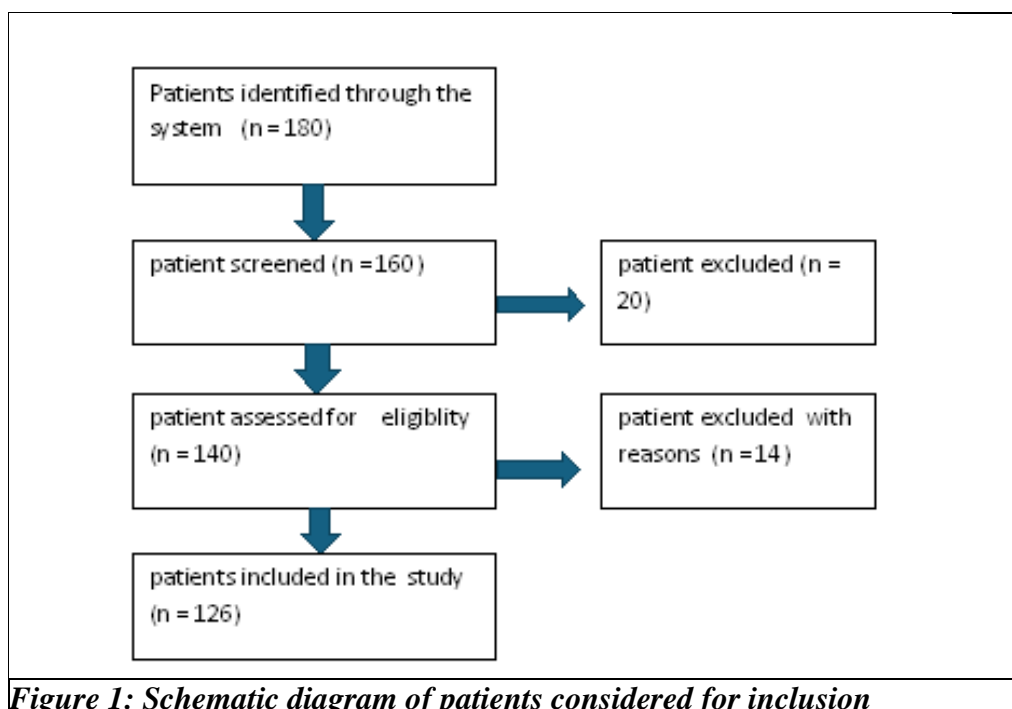 Patients identified through the
system (n = 180)
patient screened (n =160)
patient excluded (n =
20)
patient assessed for eligiblity
(n = 140)
patient excluded with
reasons (n =14)
patients included in the study
(n = 126)
Figure 1: Schematic diagram of patients considered for inclusion